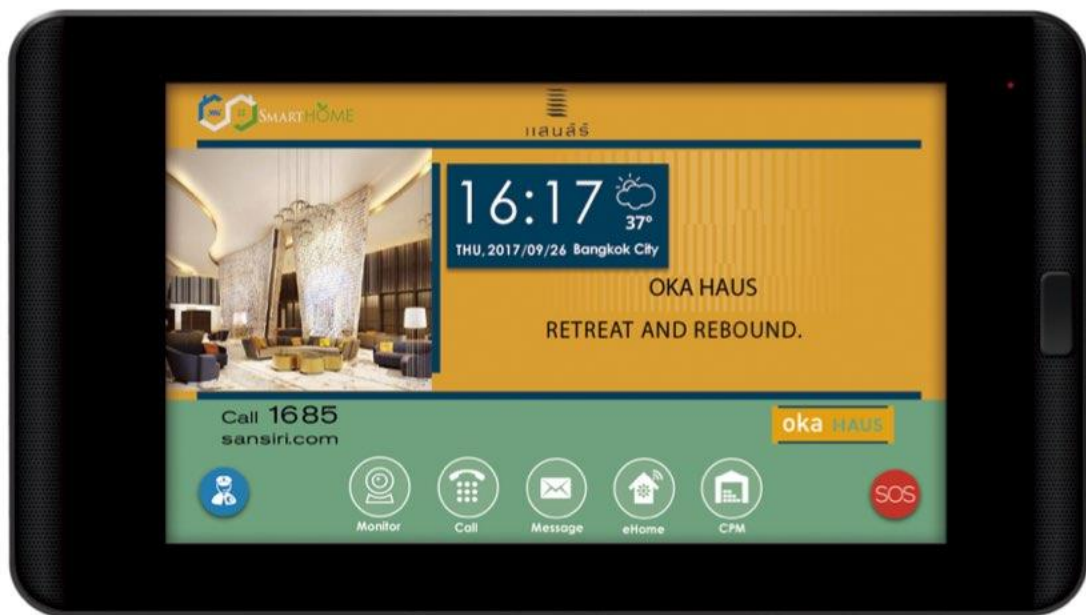 SMARTHOME
แสนสิริ
16:17
37°
THU, 2017/09/26 Bangkok City
OKA HAUS
RETREAT AND REBOUND.
Call 1685
sansiri.com
oka HAUS
Monitor
Call
Message
eHome
CPM
SOS